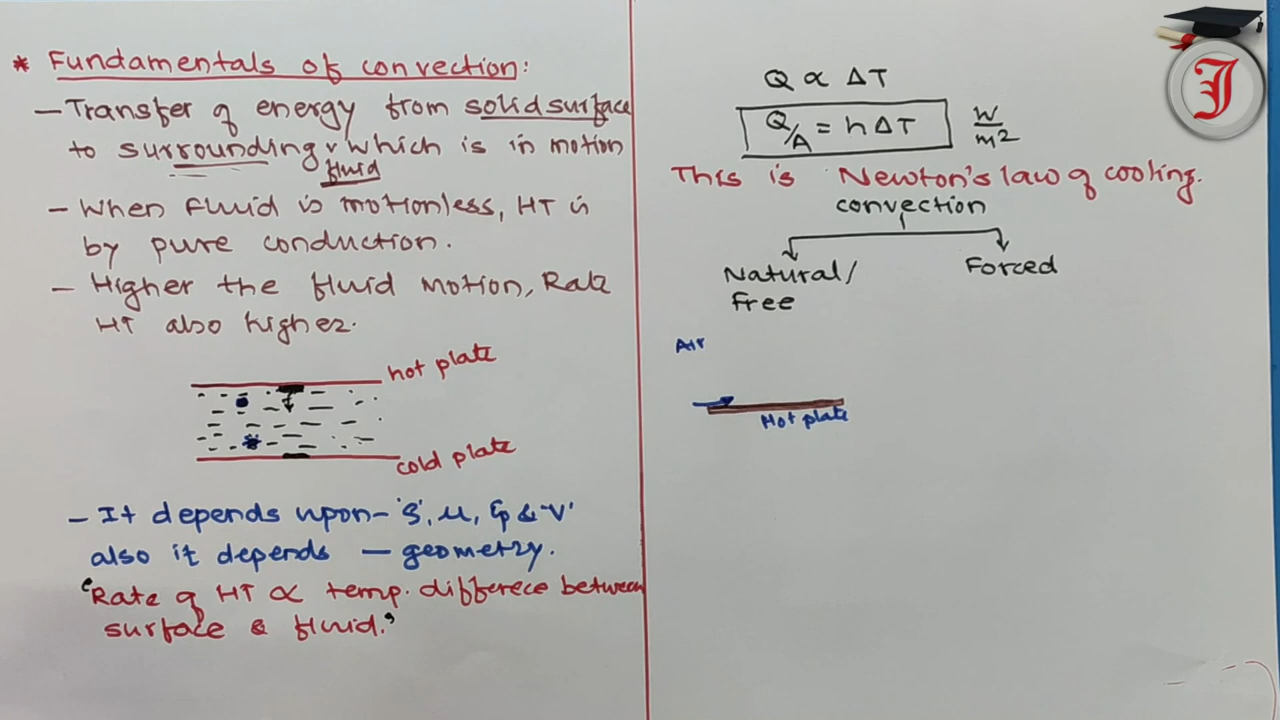 * Fundamentals of convection:
- Transfer of energy from solid surface
to surrounding fluid which is in motion
- When fluid is motionless, HT is
by pure conduction.
- Higher the fluid motion, Rate
HT also higher.
hot plate
cold plate
- It depends upon - 'ρ', μ, Cp & 'V'
also it depends - geometry.
"Rate of HT ∝ temp. differece between
surface & fluid."
Q ∝ ΔT
Q/A = hΔT W/m2
This is Newton's law of cooling.
convection
Natural/ Forced
free
Air
Hot plate
J